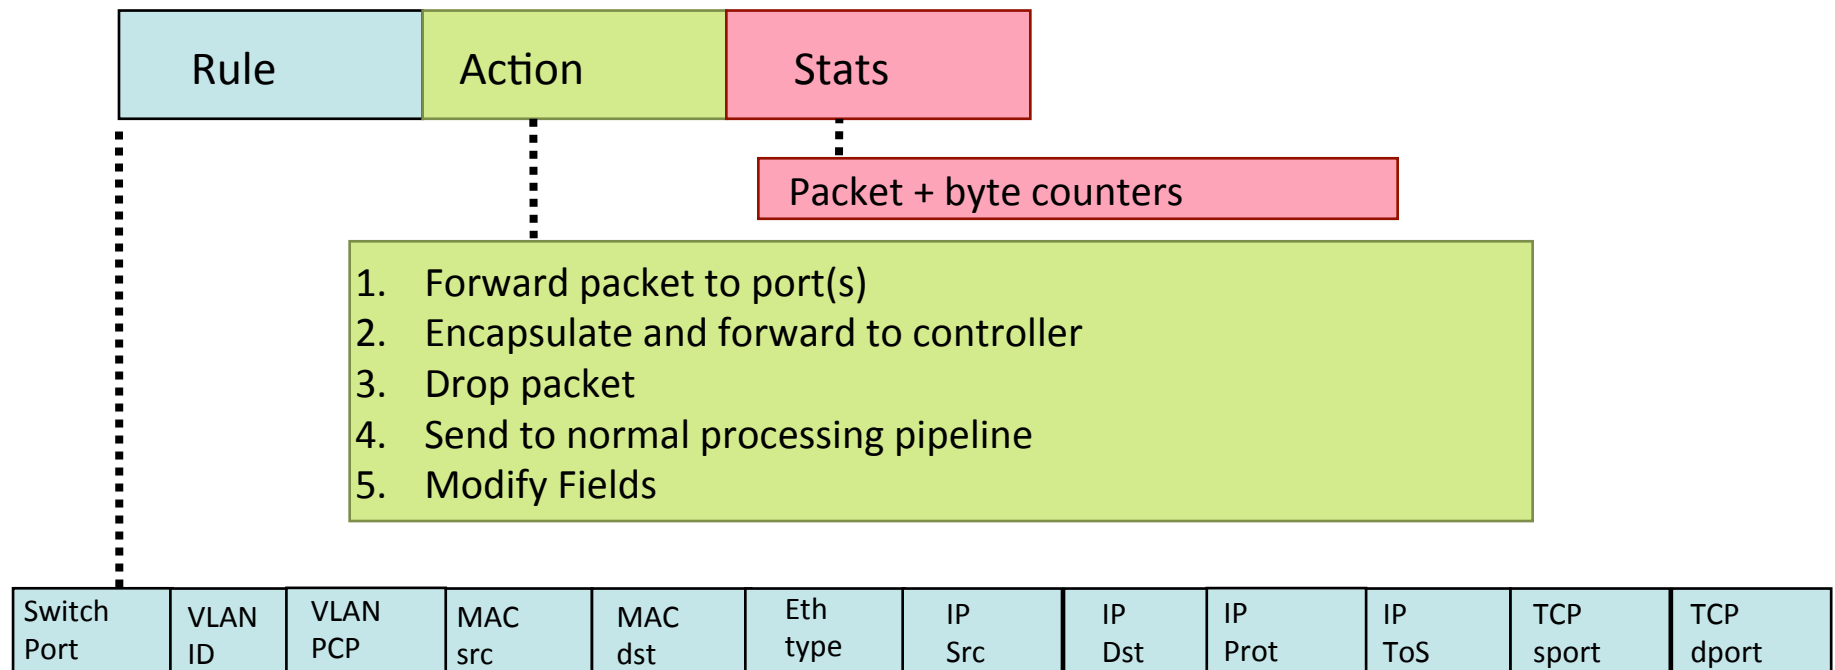 Rule Action Stats
Packet + byte counters
1. Forward packet to port(s)
2. Encapsulate and forward to controller
3. Drop packet
4. Send to normal processing pipeline
5. Modify Fields
Switch Port
VLAN ID
VLAN PCP
MAC src
MAC dst
Eth type
IP Src
IP Dst
IP Prot
IP ToS
TCP sport
TCP dport